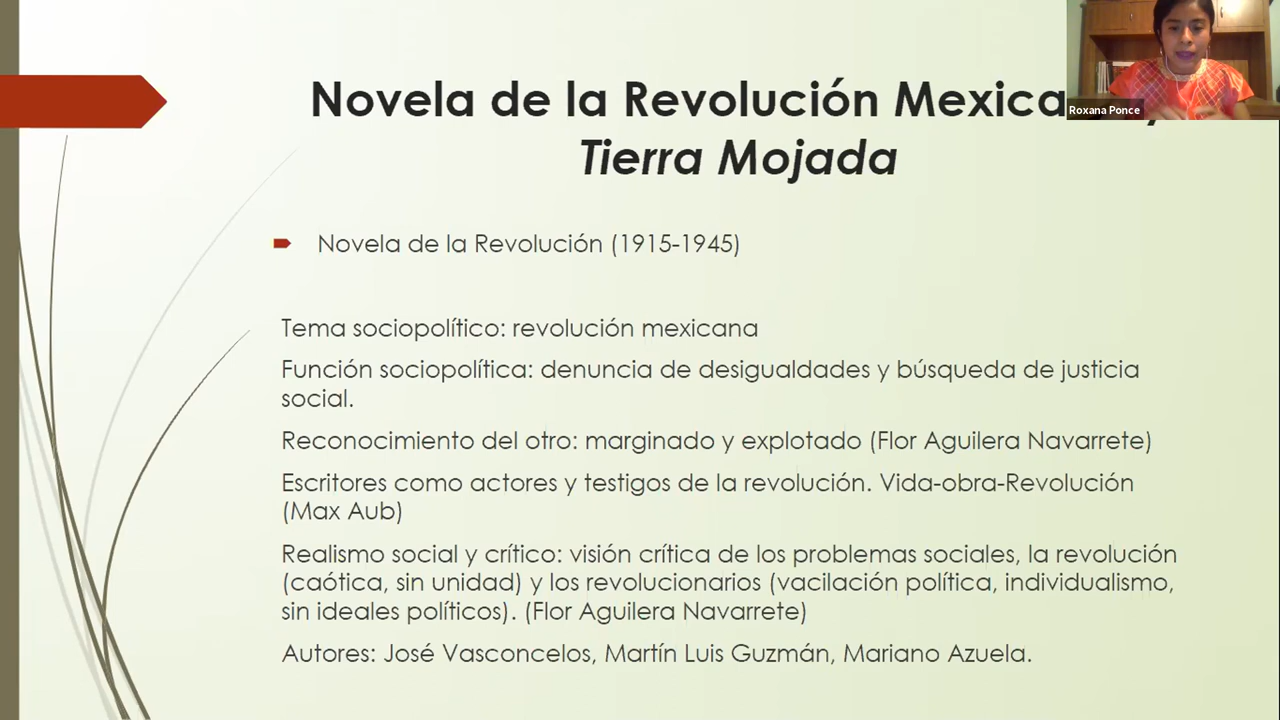 Novela de la Revolución Mexica
Tierra Mojada
Roxana Ponce
Novela de la Revolución (1915-1945)
Tema sociopolítico: revolución mexicana
Función sociopolítica: denuncia de desigualdades y búsqueda de justicia
social.
Reconocimiento del otro: marginado y explotado (Flor Aguilera Navarrete)
Escritores como actores y testigos de la revolución. Vida-obra-Revolución
(Max Aub)
Realismo social y crítico: visión crítica de los problemas sociales, la revolución
(caótica, sin unidad) y los revolucionarios (vacilación política, individualismo,
sin ideales políticos). (Flor Aguilera Navarrete)
Autores: José Vasconcelos, Martín Luis Guzmán, Mariano Azuela.